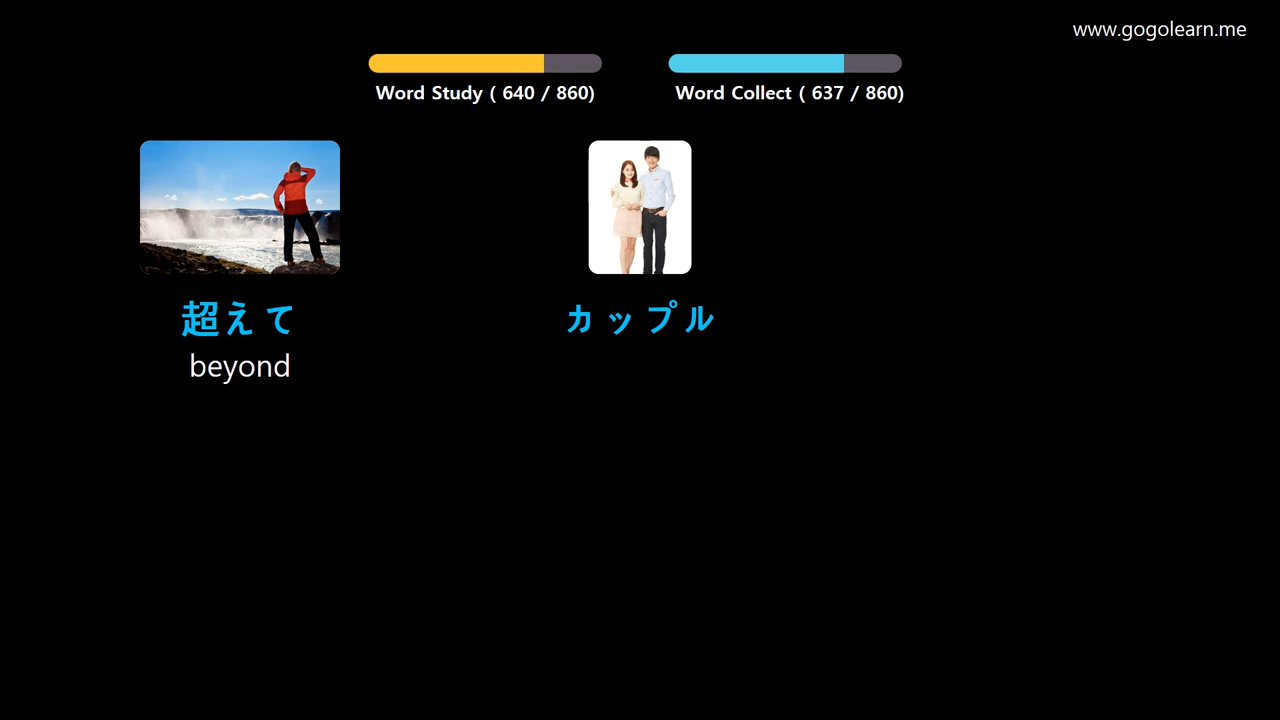 www.gogolearn.me
Word Study ( 640 / 860)
Word Collect ( 637 / 860)
超えて
カップル
beyond